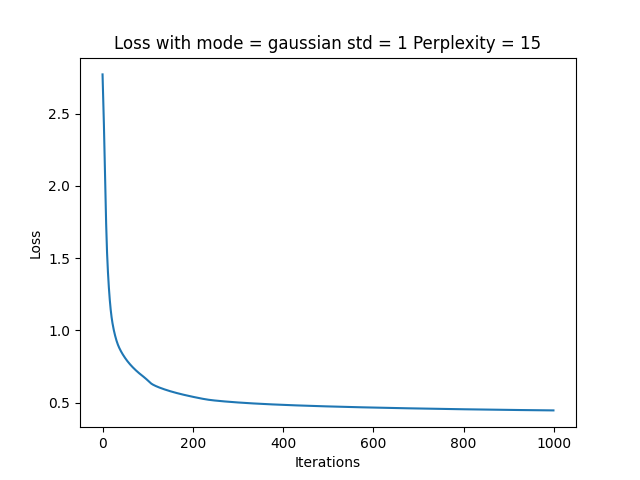 Loss with mode = gaussian std = 1 Perplexity = 15
2.5
2.0
1.5
1.0
0.5
Loss
0 200 400 600 800 1000
Iterations